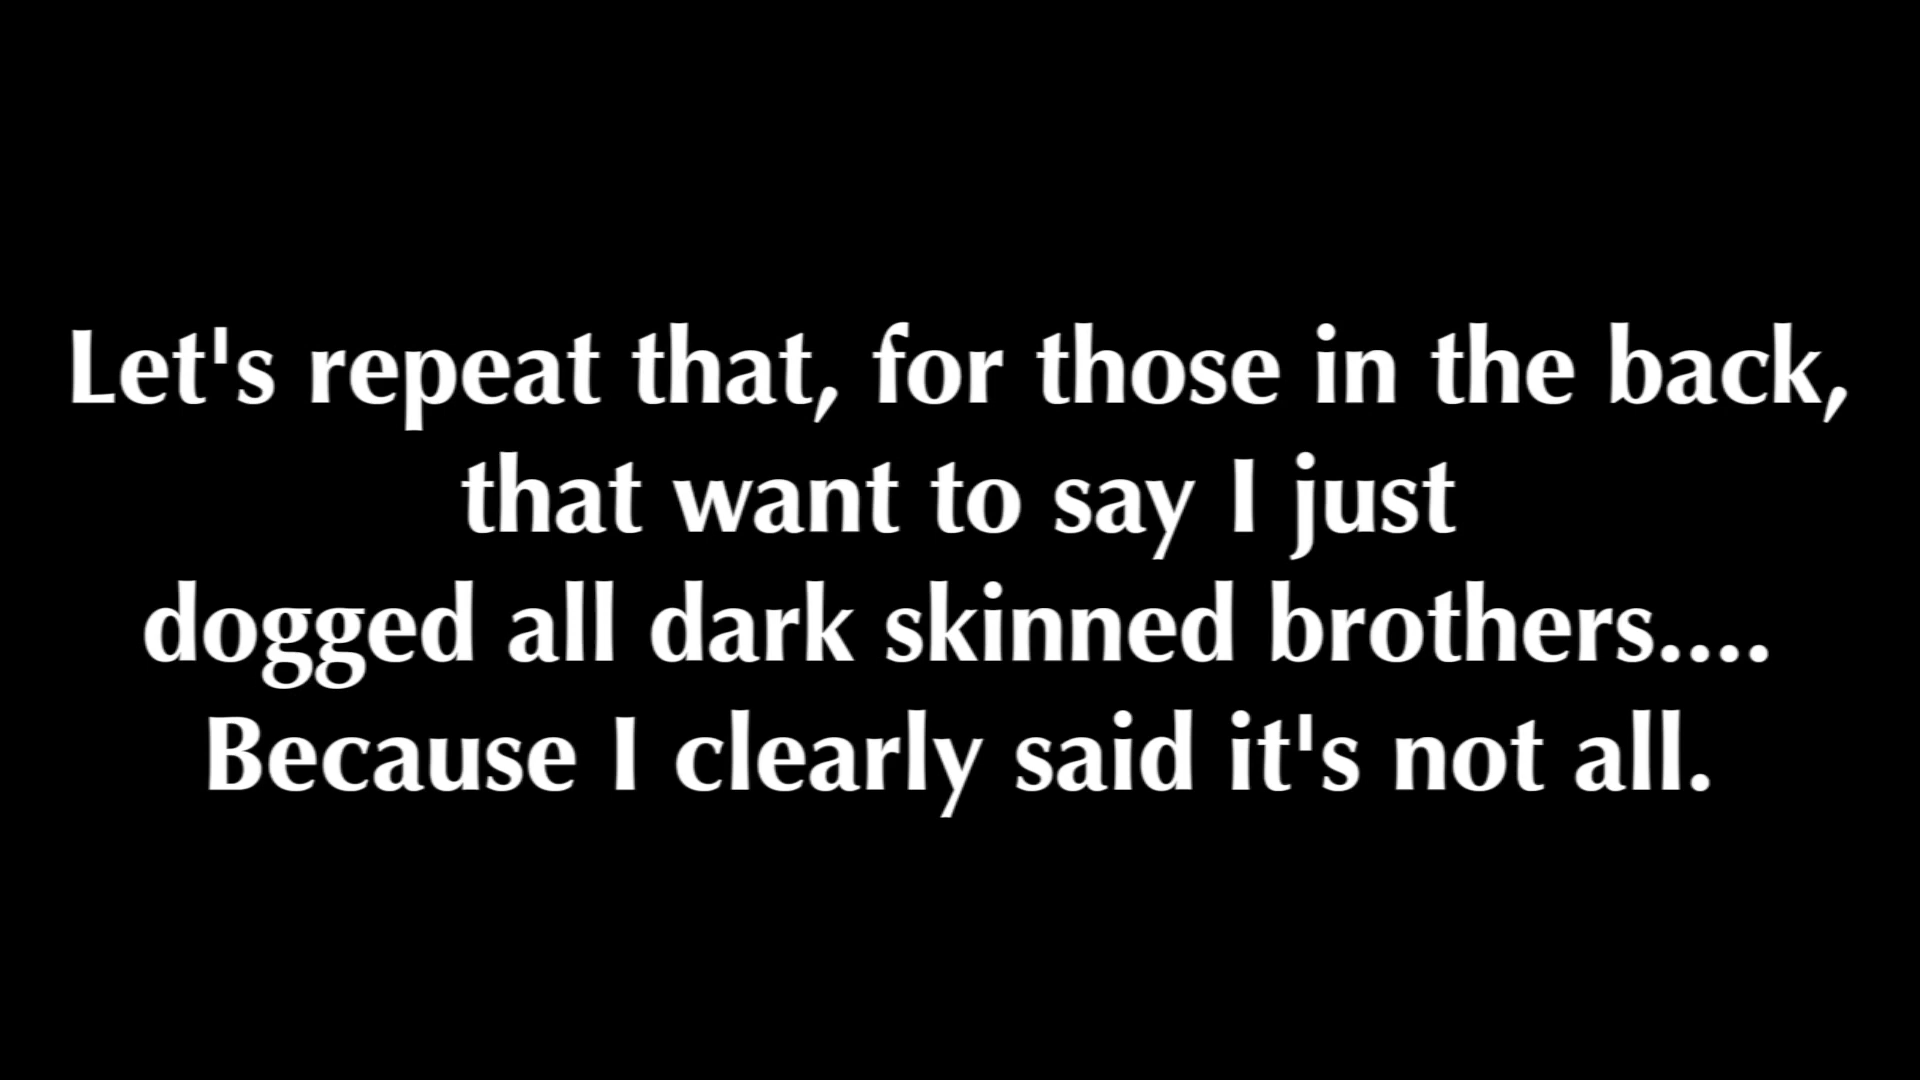 Let's repeat that, for those in the back,
that want to say I just
dogged all dark skinned brothers....
Because I clearly said it's not all.